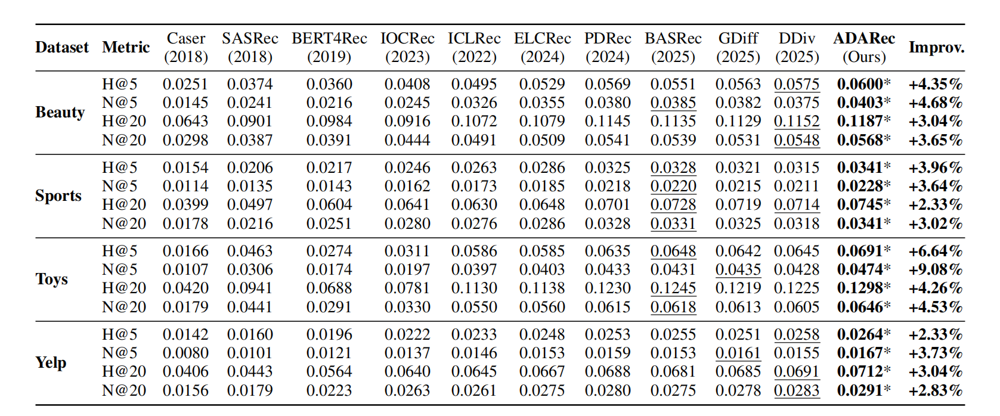 Dataset Metric Caser SASRec BERT4Rec IOCRec ICLRec ELCRec PDRec BASRec GDiff DDiv ADARec Improv.
(2018) (2018) (2019) (2023) (2022) (2024) (2024) (2025) (2025) (2025) (Ours)
Beauty
H@5 0.0251 0.0374 0.0360 0.0408 0.0495 0.0529 0.0569 0.0551 0.0563 0.0575 0.0600* +4.35%
N@5 0.0145 0.0241 0.0216 0.0245 0.0326 0.0355 0.0380 0.0385 0.0382 0.0375 0.0403* +4.68%
H@20 0.0643 0.0901 0.0984 0.0916 0.1072 0.1079 0.1145 0.1135 0.1129 0.1152 0.1187* +3.04%
N@20 0.0298 0.0387 0.0391 0.0444 0.0491 0.0509 0.0541 0.0539 0.0531 0.0548 0.0568* +3.65%
Sports
H@5 0.0154 0.0206 0.0217 0.0246 0.0263 0.0286 0.0325 0.0328 0.0321 0.0315 0.0341* +3.96%
N@5 0.0114 0.0135 0.0143 0.0162 0.0173 0.0185 0.0218 0.0220 0.0215 0.0211 0.0228* +3.64%
H@20 0.0399 0.0497 0.0604 0.0641 0.0630 0.0648 0.0701 0.0728 0.0719 0.0714 0.0745* +2.33%
N@20 0.0178 0.0216 0.0251 0.0280 0.0276 0.0286 0.0328 0.0331 0.0325 0.0318 0.0341* +3.02%
Toys
H@5 0.0166 0.0463 0.0274 0.0311 0.0586 0.0585 0.0635 0.0648 0.0642 0.0645 0.0691* +6.64%
N@5 0.0107 0.0306 0.0174 0.0197 0.0397 0.0403 0.0433 0.0431 0.0435 0.0428 0.0474* +9.08%
H@20 0.0420 0.0941 0.0688 0.0781 0.1130 0.1138 0.1230 0.1245 0.1219 0.1225 0.1298* +4.26%
N@20 0.0179 0.0441 0.0291 0.0330 0.0550 0.0560 0.0615 0.0618 0.0613 0.0605 0.0646* +4.53%
Yelp
H@5 0.0142 0.0160 0.0196 0.0222 0.0233 0.0248 0.0253 0.0255 0.0251 0.0258 0.0264* +2.33%
N@5 0.0080 0.0101 0.0121 0.0137 0.0146 0.0153 0.0159 0.0153 0.0161 0.0155 0.0167* +3.73%
H@20 0.0406 0.0443 0.0564 0.0640 0.0645 0.0667 0.0688 0.0681 0.0685 0.0691 0.0712* +3.04%
N@20 0.0156 0.0179 0.0223 0.0263 0.0261 0.0275 0.0280 0.0275 0.0278 0.0283 0.0291* +2.83%